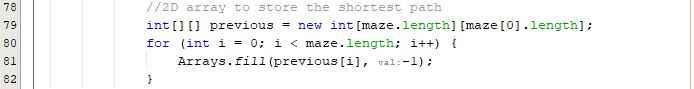 78 //2D array to store the shortest path
79 int[][] previous = new int[maze.length][maze[0].length];
80 for (int i = 0; i < maze.length; i++) {
81 Arrays.fill(previous[i], val:-1);
82 }